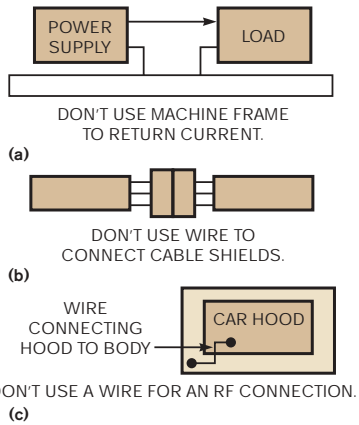 POWER
SUPPLY
LOAD
DON'T USE MACHINE FRAME
TO RETURN CURRENT.
(a)
DON'T USE WIRE TO
CONNECT CABLE SHIELDS.
(b)
WIRE
CONNECTING
HOOD TO BODY
CAR HOOD
DON'T USE A WIRE FOR AN RF CONNECTION.
(c)